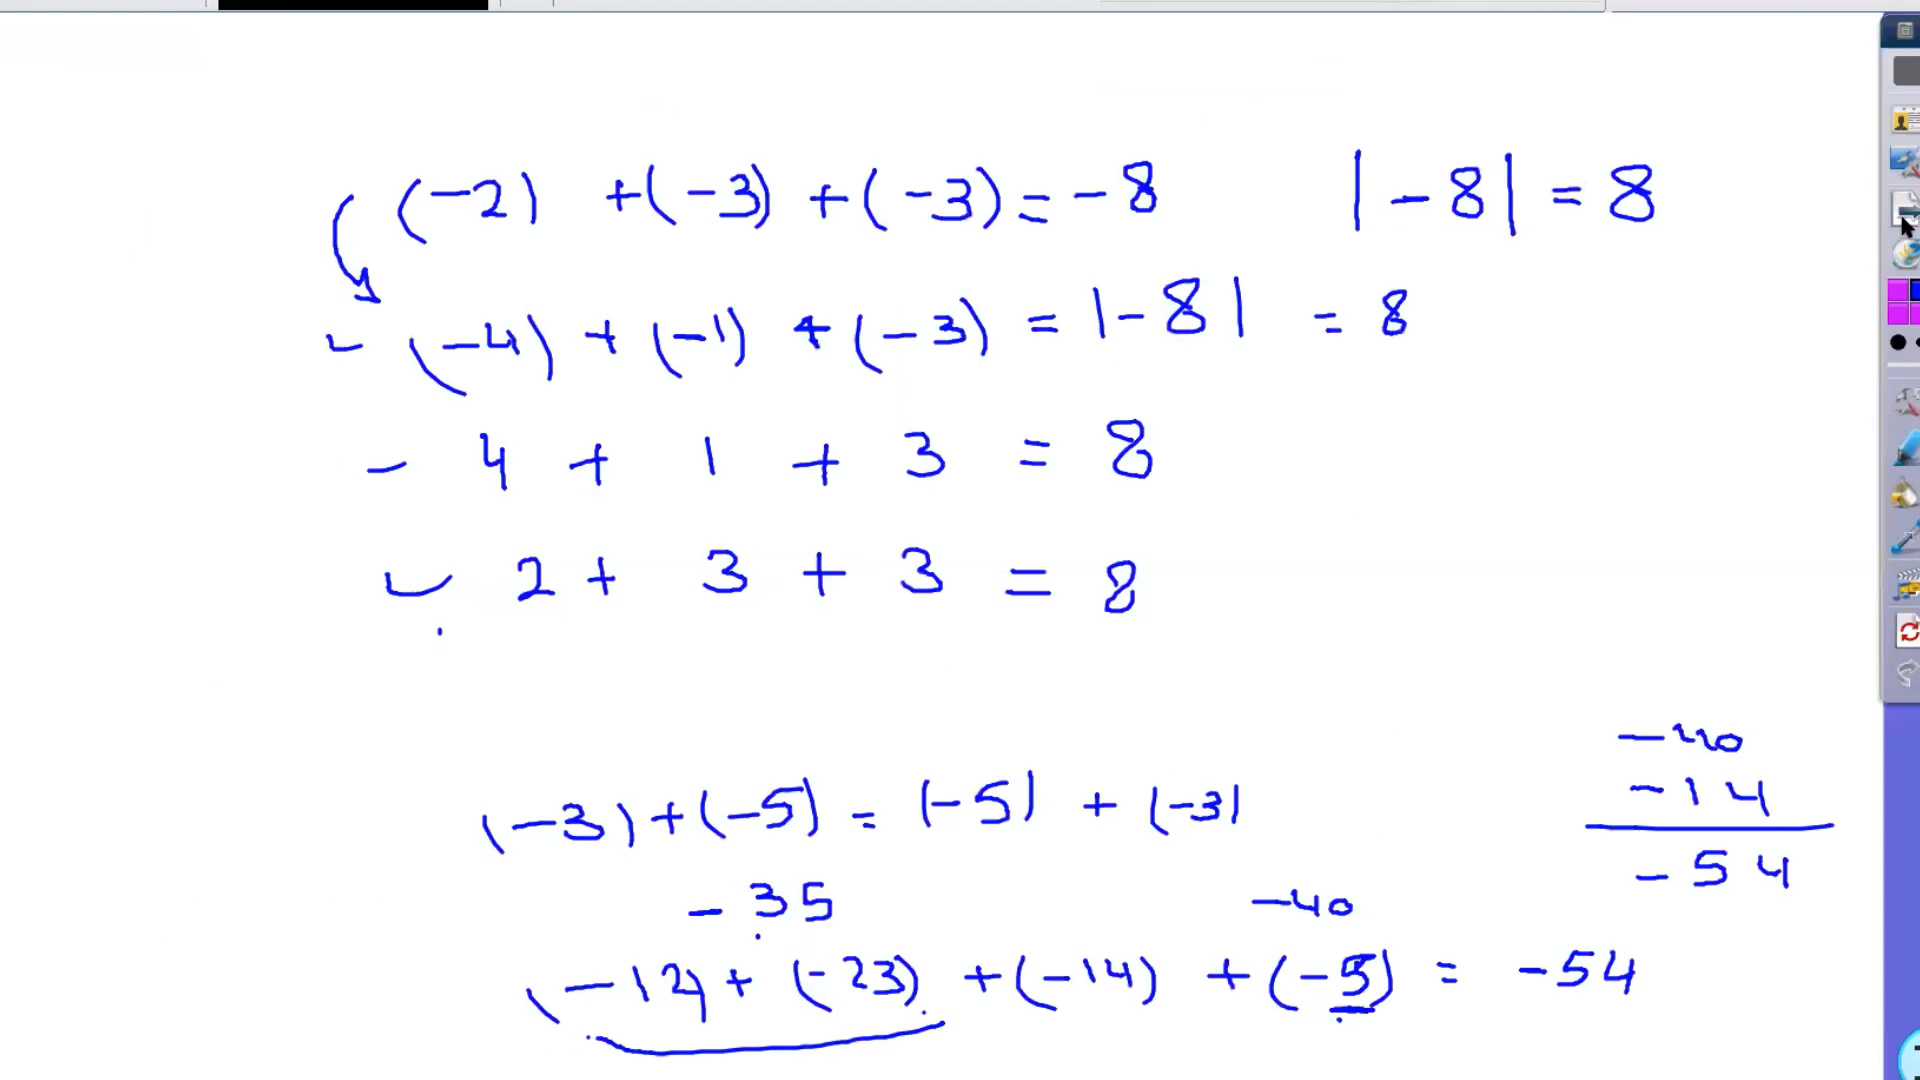 (-2) + (-3) + (-3) = -8 |-8| = 8
(-4) + (-1) + (-3) = |-8| = 8
- 4 + 1 + 3 = 8
2 + 3 + 3 = 8
-40
-14
-54
(-3) + (-5) = (-5) + (-3)
-35 -40
(-12) + (-23) + (-14) + (-5) = -54